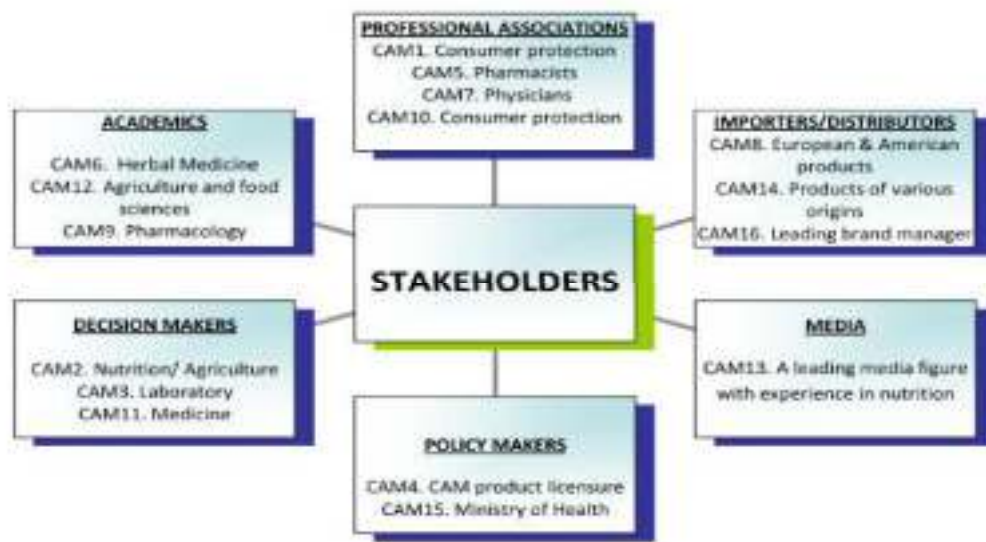 PROFESSIONAL ASSOCIATIONS
CAM1. Consumer protection
CAM5. Pharmacists
CAM7. Physicians
CAM10. Consumer protection
ACADEMICS
CAM6. Herbal Medicine
CAM12. Agriculture and food
sciences
CAM9. Pharmacology
IMPORTERS/DISTRIBUTORS
CAM8. European & American
products
CAM14. Products of various
origins
CAM16. Leading brand manager
STAKEHOLDERS
DECISION MAKERS
CAM2. Nutrition/ Agriculture
CAM3. Laboratory
CAM11. Medicine
MEDIA
CAM13. A leading media figure
with experience in nutrition
POLICY MAKERS
CAM4. CAM product licensure
CAM15. Ministry of Health